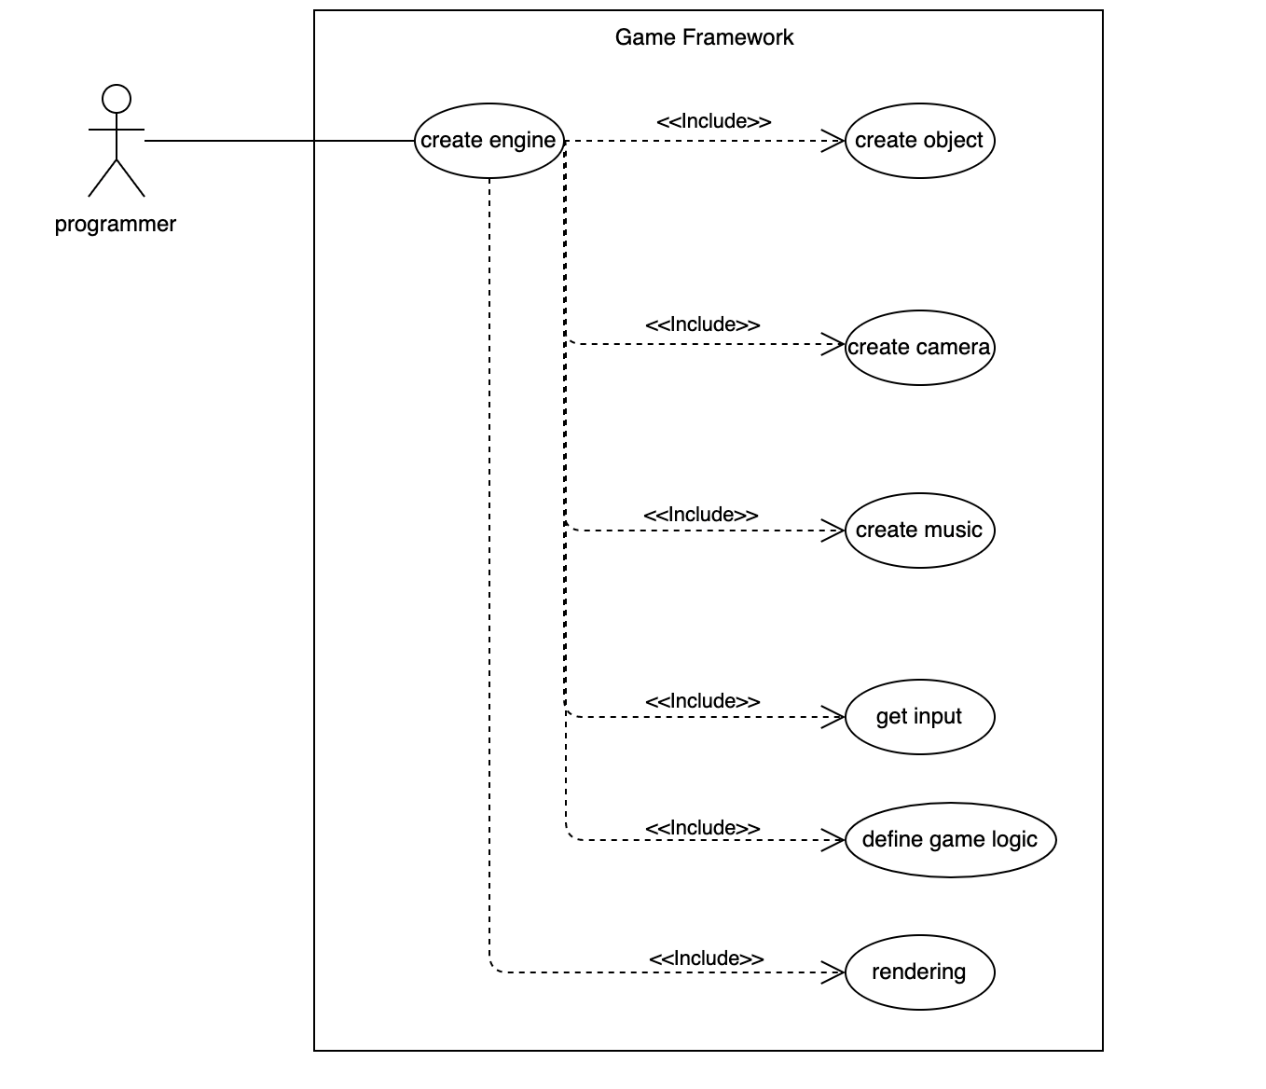 Game Framework
programmer
create engine
<<Include>>
create object
<<Include>>
create camera
<<Include>>
create music
<<Include>>
get input
<<Include>>
define game logic
<<Include>>
rendering